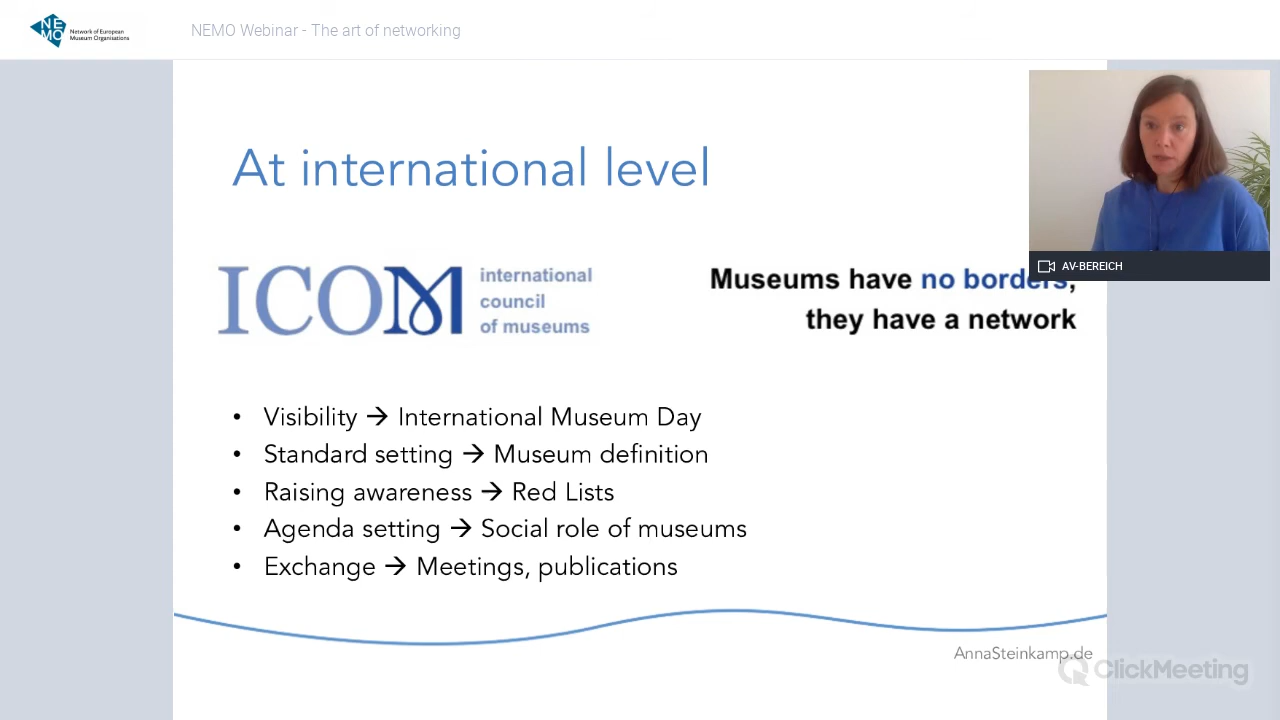 NEMO
Network of European
Museum Organisations
NEMO Webinar - The art of networking
At international level
ICOM
international
council
of museums
Museums have no borders,
they have a network
AV-BEREICH
• Visibility → International Museum Day
• Standard setting → Museum definition
• Raising awareness → Red Lists
• Agenda setting → Social role of museums
• Exchange → Meetings, publications
AnnaSteinkamp.de
ClickMeeting